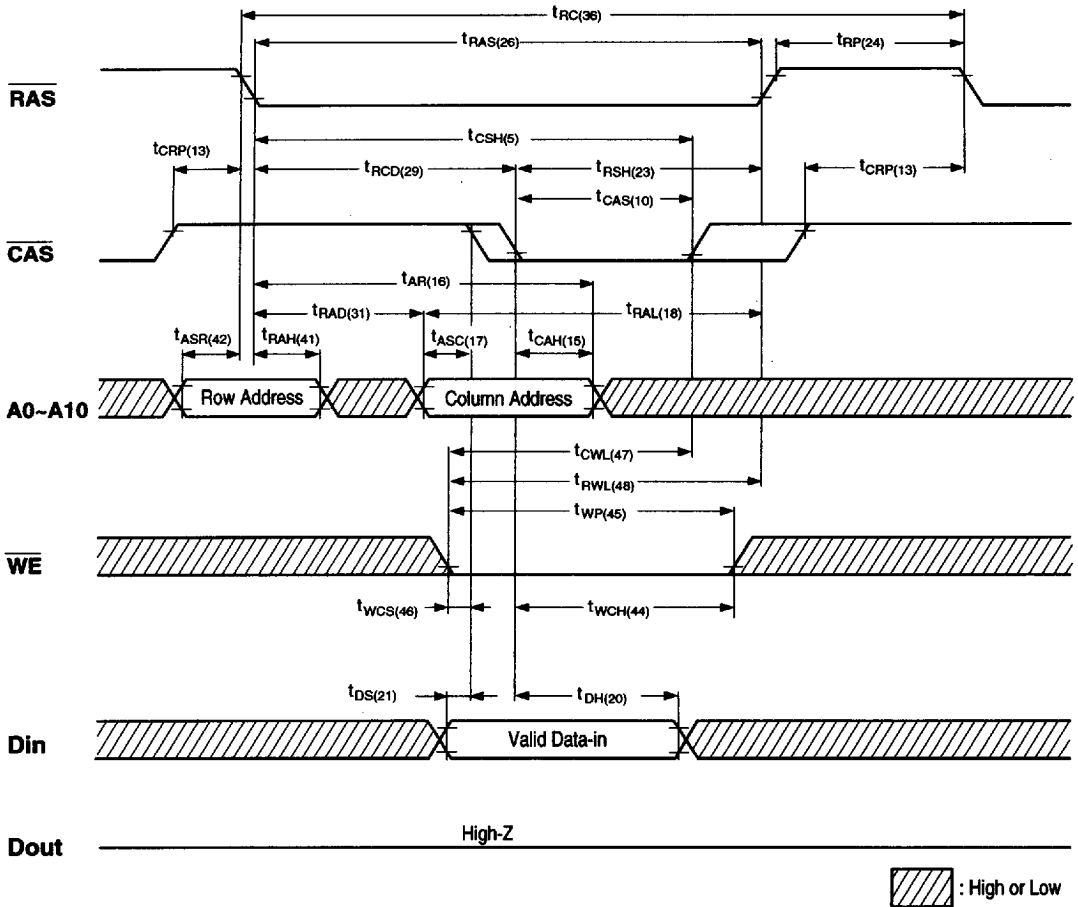 tRC(36)
tRAS(26)
tRP(24)
RAS
tCSH(5)
tCRP(13)
tRCD(29)
tRSH(23)
tCRP(13)
tCAS(10)
CAS
tAR(16)
tRAD(31)
tRAL(18)
tASR(42)
tRAH(41)
tASC(17)
tCAH(15)
A0~A10
Row Address
Column Address
tCWL(47)
tRWL(48)
tWP(45)
WE
tWCS(46)
tWCH(44)
tDS(21)
tDH(20)
Din
Valid Data-in
High-Z
Dout
: High or Low